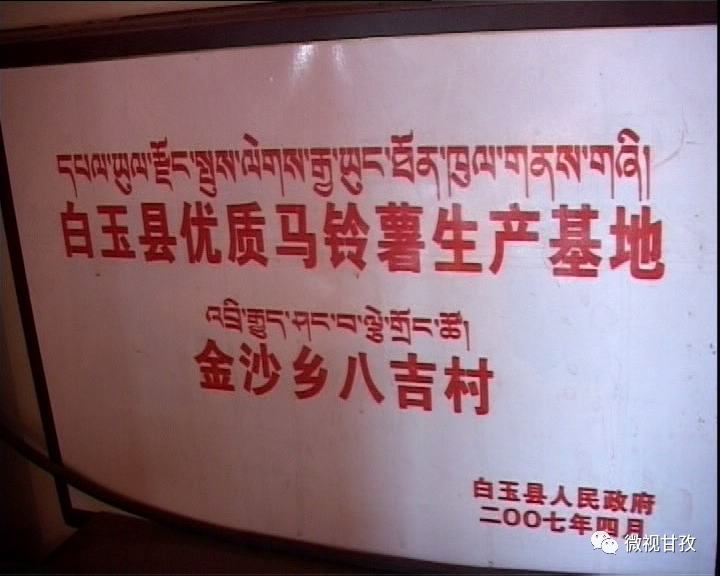 དཔལ་ཡུལ་རྫོང་སྤུས་ལེགས་རྒྱ་ཡུང་ཐོན་ཁུལ་གནས་གཞི།
白玉县优质马铃薯生产基地
འབྲི་རྒྱུང་ཤང་བ་ལྕེ་གྲོང་ཚོ།
金沙乡八吉村
白玉县人民政府
二〇〇七年四月
微视甘孜